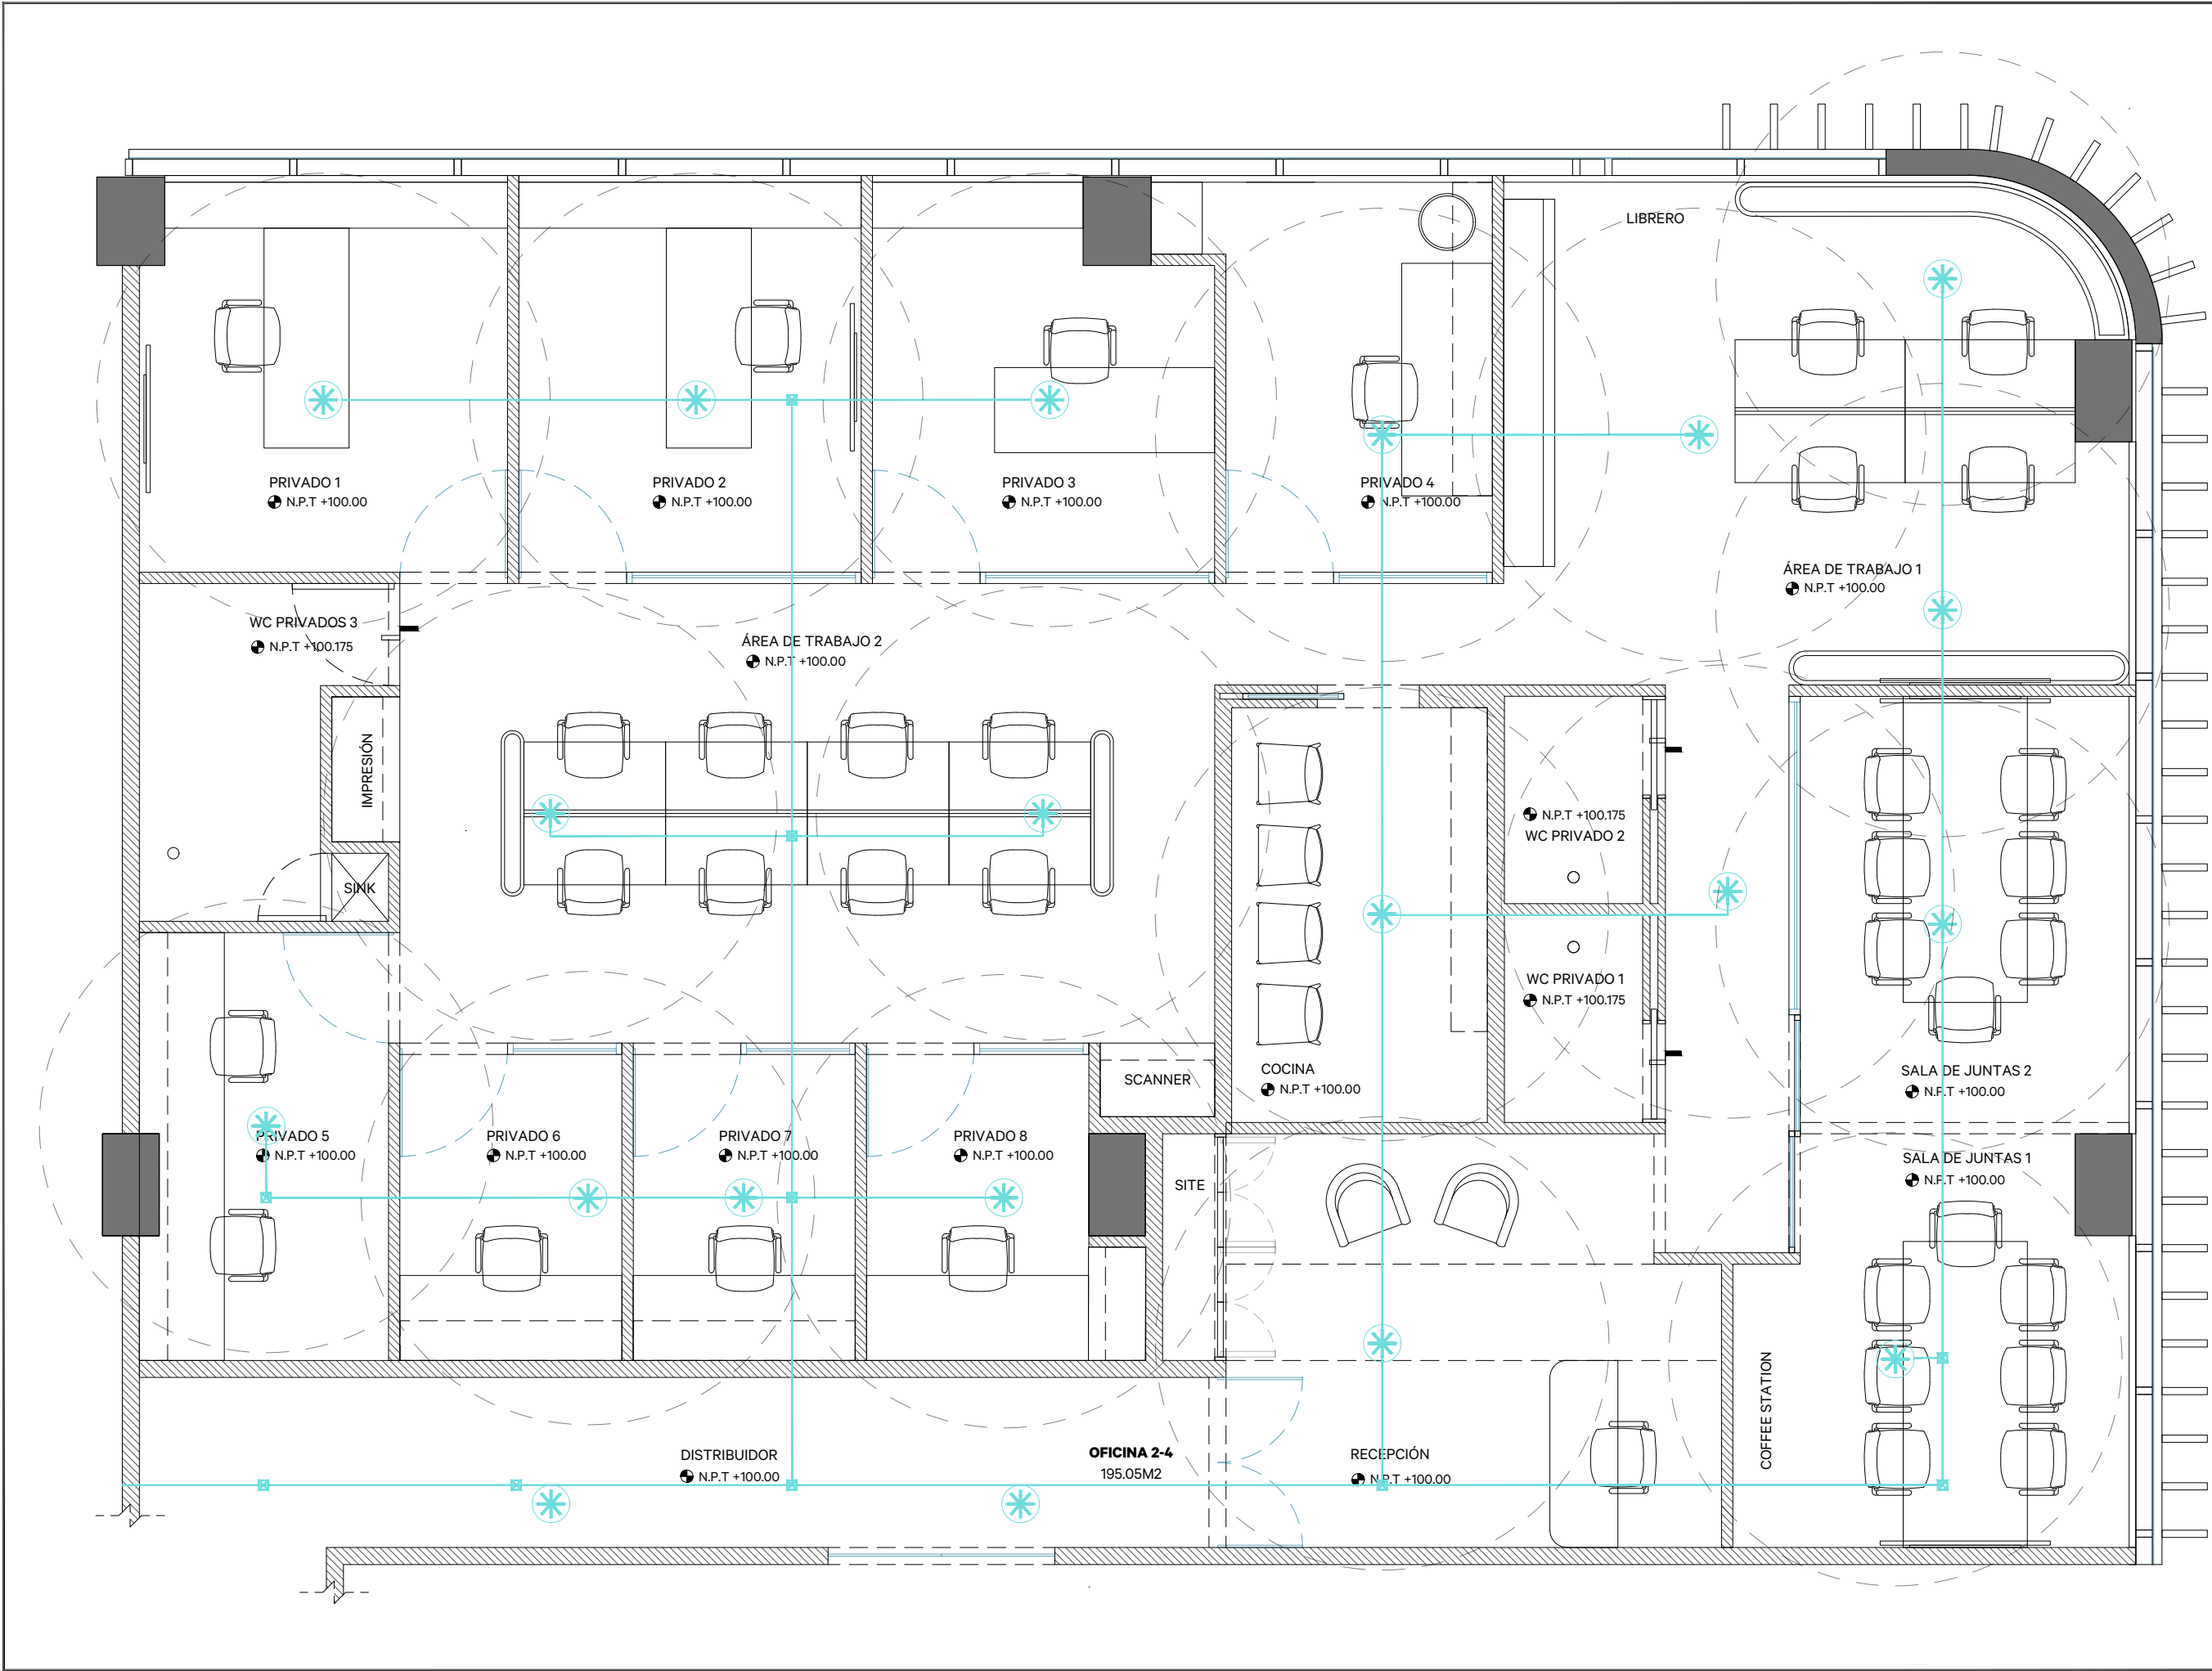 LIBRERO
PRIVADO 1
N.P.T +100.00
PRIVADO 2
N.P.T +100.00
PRIVADO 3
N.P.T +100.00
PRIVADO 4
N.P.T +100.00
ÁREA DE TRABAJO 1
N.P.T +100.00
WC PRIVADOS 3
N.P.T +100.175
ÁREA DE TRABAJO 2
N.P.T +100.00
IMPRESIÓN
SINK
N.P.T +100.175
WC PRIVADO 2
WC PRIVADO 1
N.P.T +100.175
COCINA
N.P.T +100.00
SCANNER
SALA DE JUNTAS 2
N.P.T +100.00
PRIVADO 5
N.P.T +100.00
PRIVADO 6
N.P.T +100.00
PRIVADO 7
N.P.T +100.00
PRIVADO 8
N.P.T +100.00
SITE
SALA DE JUNTAS 1
N.P.T +100.00
COFFEE STATION
DISTRIBUIDOR
N.P.T +100.00
OFICINA 2-4
195.05M2
RECEPCIÓN
N.P.T +100.00